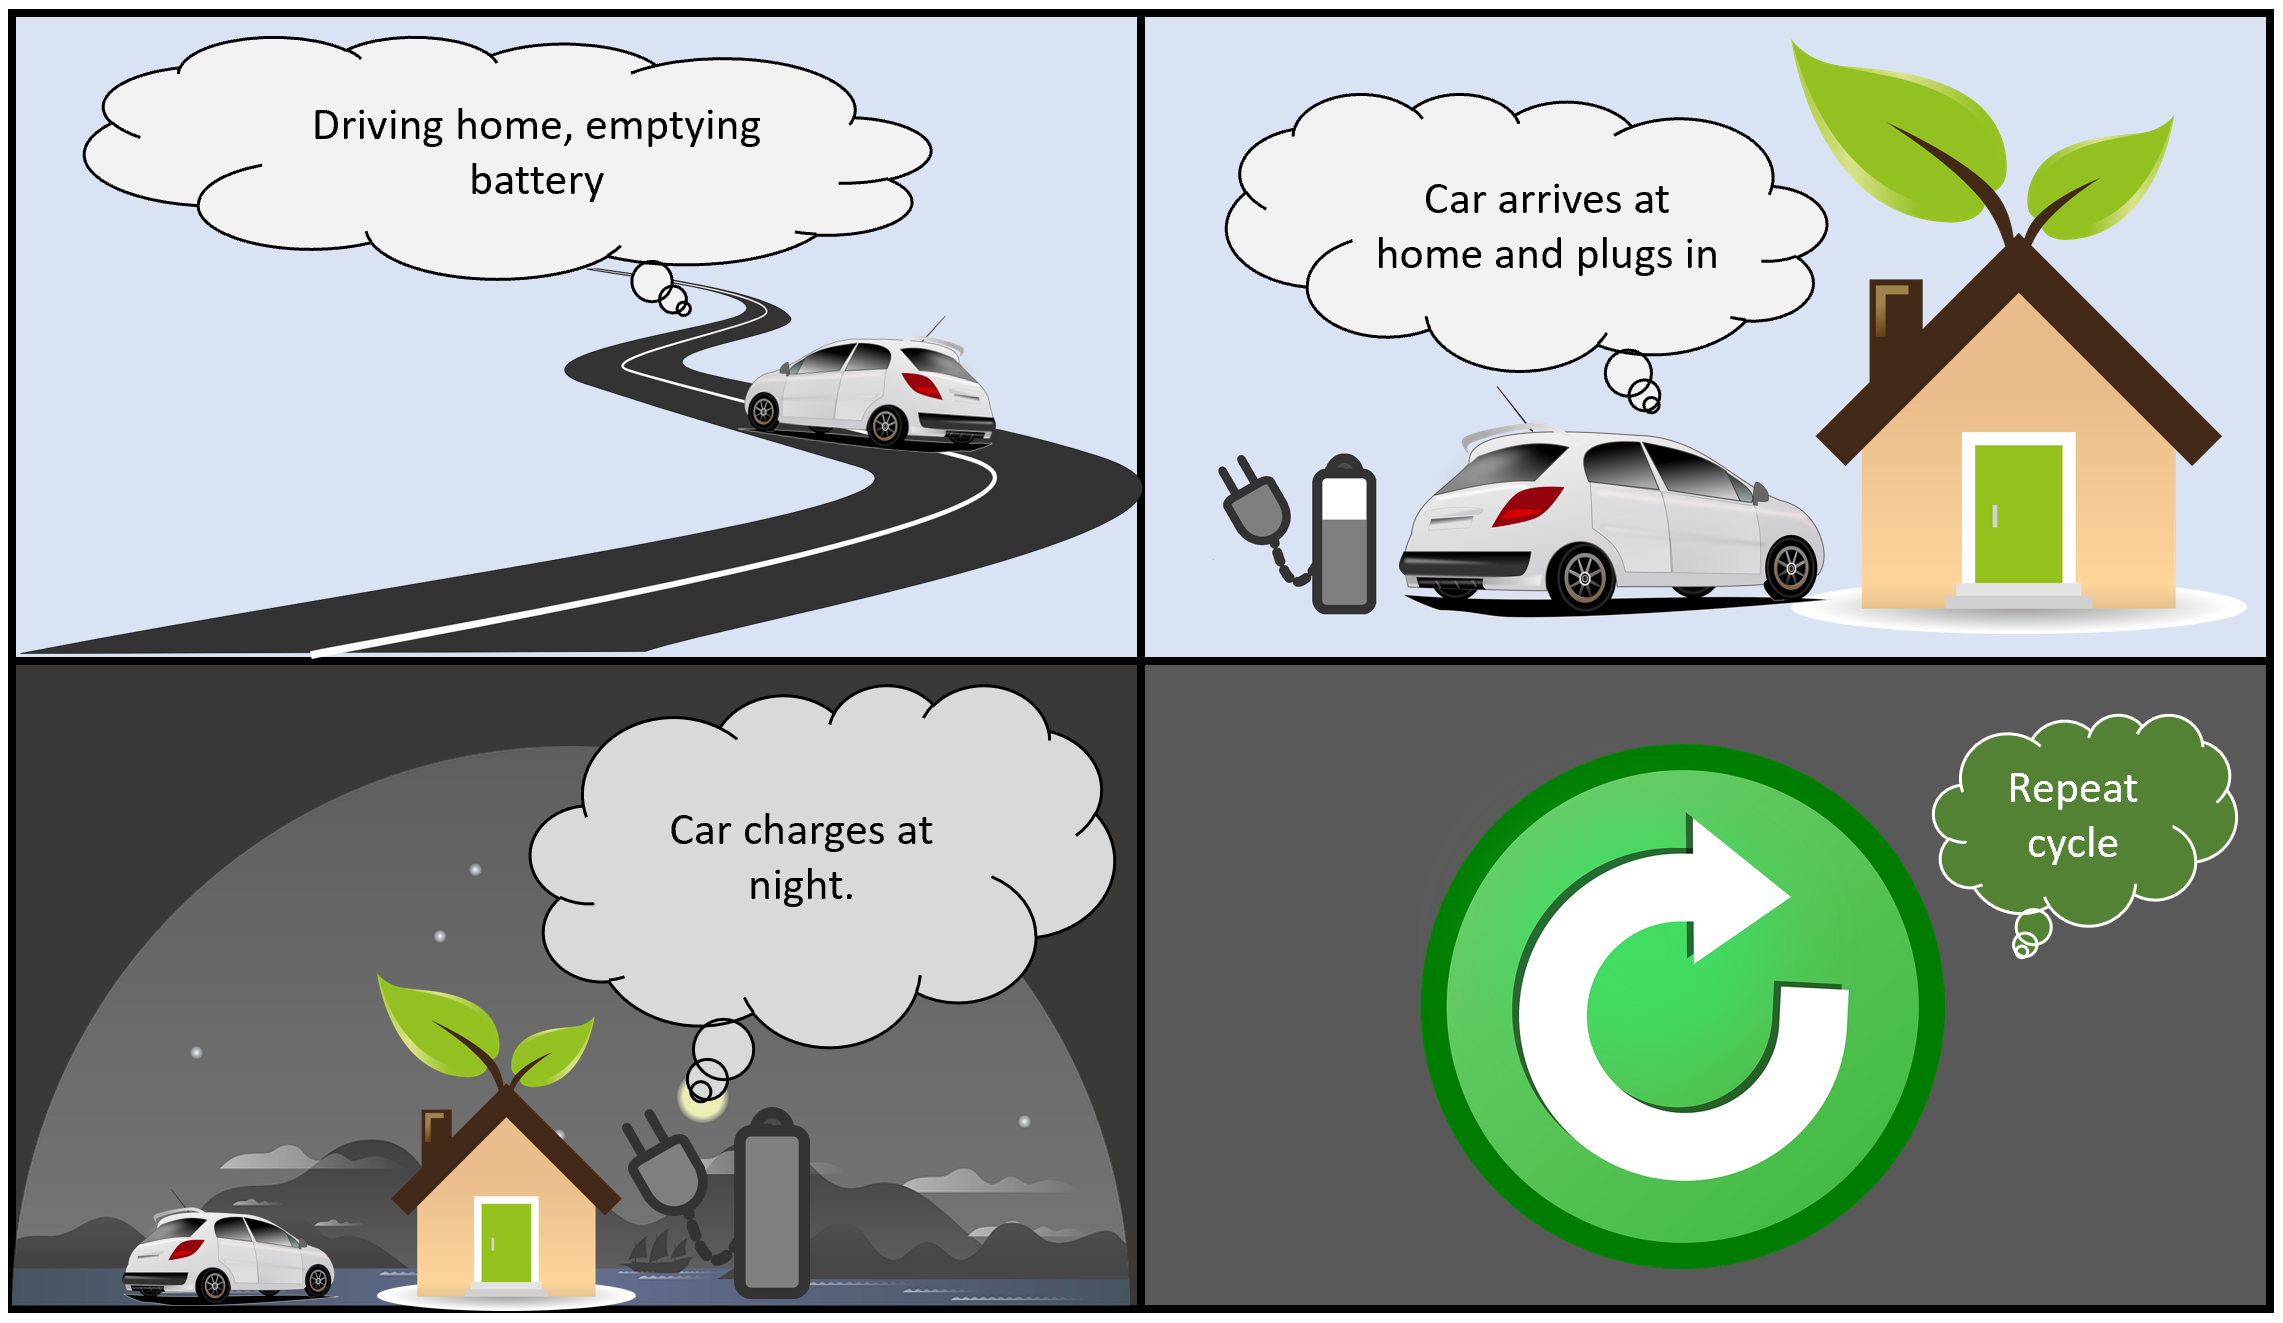 Driving home, emptying
battery
Car arrives at
home and plugs in
Car charges at
night.
Repeat
cycle